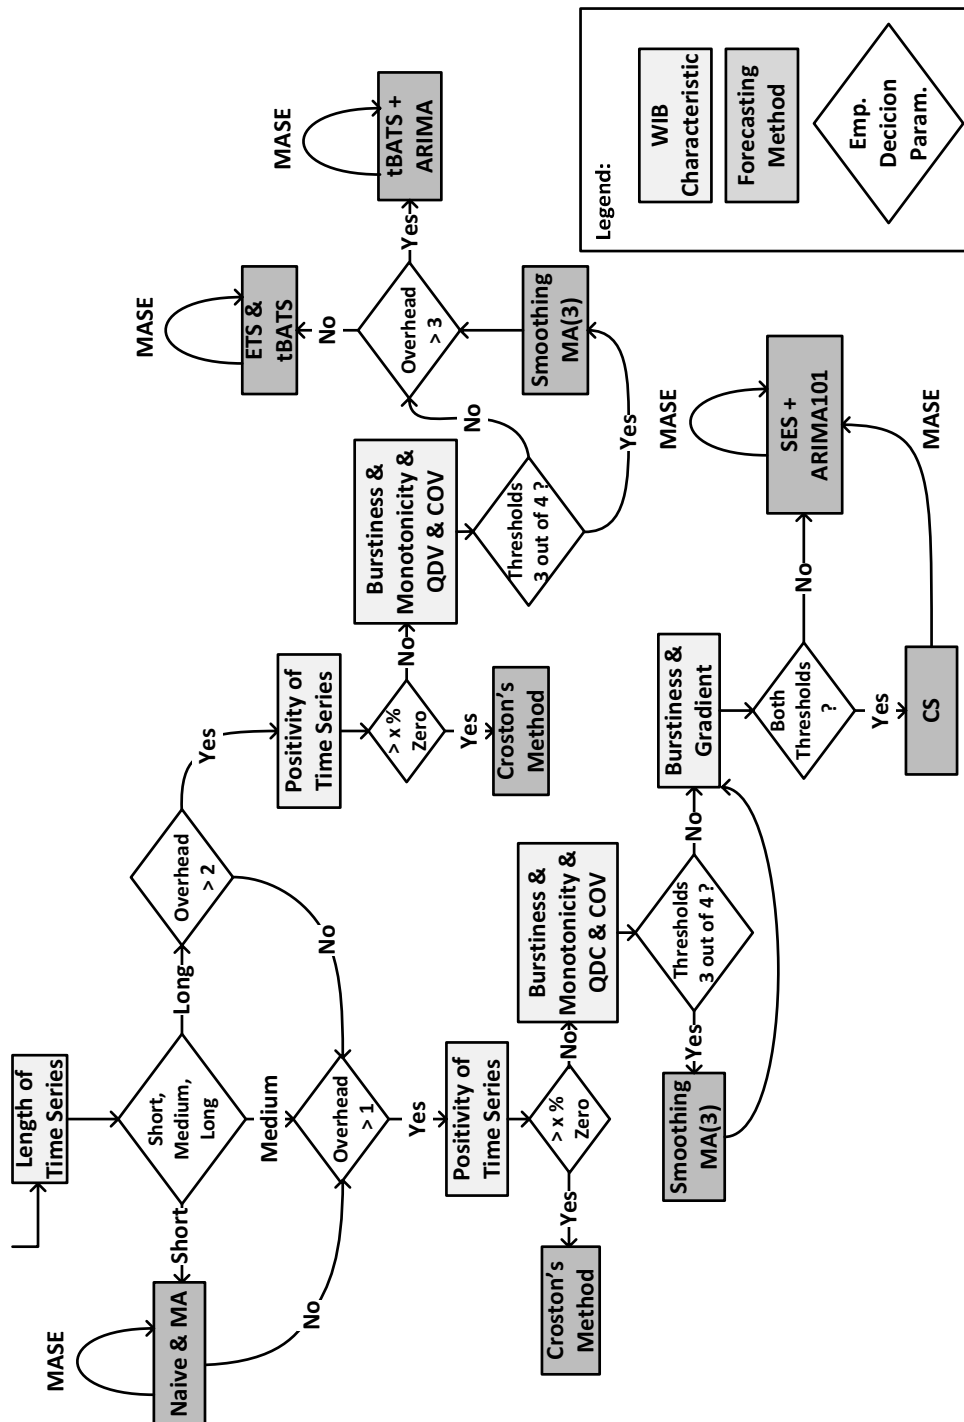 Length of
Time Series
Short,
Medium,
Long
Short
Medium
Long
MASE
Naive & MA
No
Overhead
> 1
Yes
No
Overhead
> 2
Yes
Positivity of
Time Series
> x %
Zero
Yes
Croston's
Method
No
Burstiness &
Monotonicity &
QDC & COV
Thresholds
3 out of 4 ?
Yes
Smoothing
MA(3)
No
Burstiness &
Gradient
Both
Thresholds
?
Yes
CS
No
MASE
SES +
ARIMA101
MASE
Positivity of
Time Series
> x %
Zero
Yes
Croston's
Method
No
Burstiness &
Monotonicity &
QDV & COV
Thresholds
3 out of 4 ?
No
Yes
Smoothing
MA(3)
Overhead
> 3
No
MASE
ETS &
tBATS
Yes
MASE
tBATS +
ARIMA
Legend:
WIB
Characteristic
Forecasting
Method
Emp.
Decicion
Param.